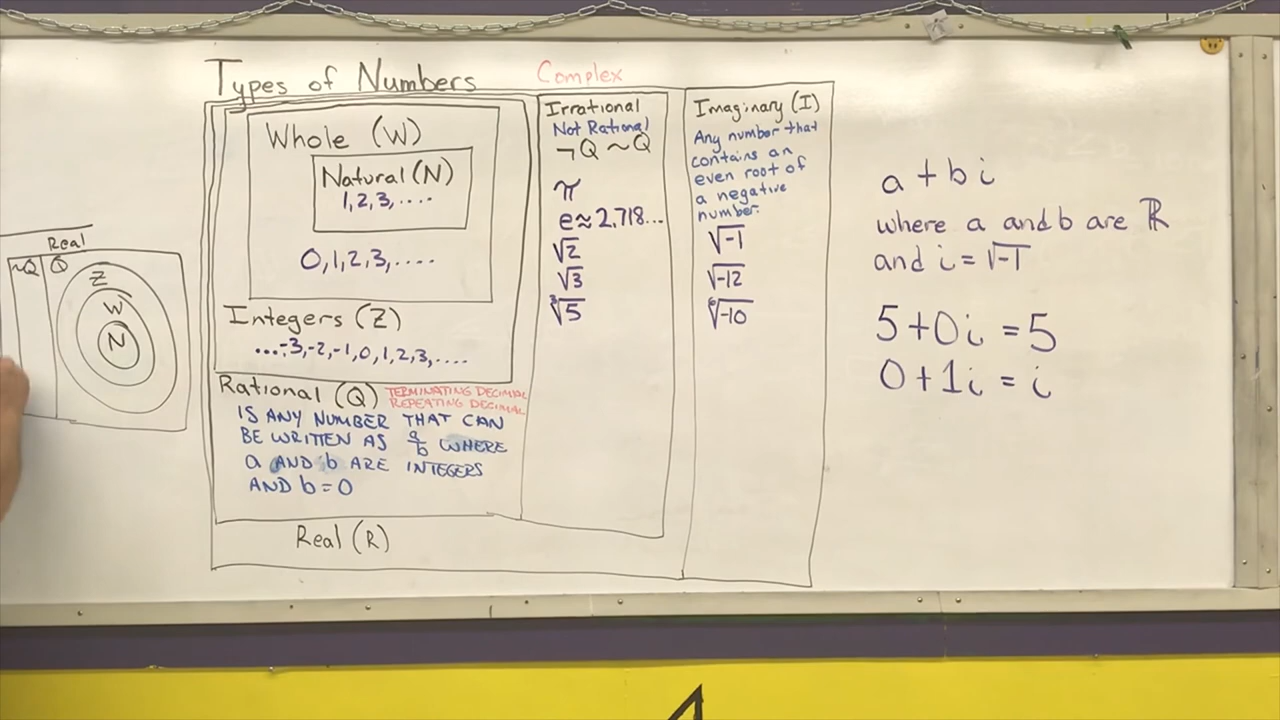 Types of Numbers
Complex
Whole (W)
Natural (N)
1,2,3,....
0,1,2,3,....
Integers (Z)
...-3,-2,-1,0,1,2,3,....
Rational (Q)
TERMINATING DECIMAL
REPEATING DECIMAL
IS ANY NUMBER THAT CAN
BE WRITTEN AS a/b WHERE
a AND b ARE INTEGERS
AND b=0
Real (R)
Irrational
Not Rational
¬Q ~Q
π
e≈2.718...
√2
√3
∛5
Imaginary (I)
Any number that
contains an
even root of
a negative
number.
√-1
√-12
⁶√-10
a+bi
where a and b are ℝ
and i=√-1
5+0i=5
0+1i=i
Real
~Q Q
Z
W
N